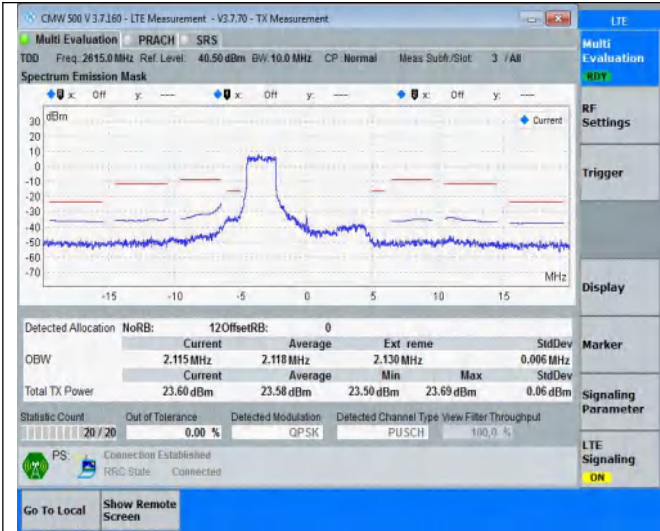 CMW 500 V 3.7.160 - LTE Measurement - V3.7.70 - TX Measurement
LTE
Multi Evaluation PRACH SRS
Multi Evaluation
RDY
TDD Freq.:2615.0 MHz Ref. Level: 40.50 dBm BW:10.0 MHz CP :Normal Meas Subfr./Slot: 3 / All
Spectrum Emission Mask
x: Off y: --- x: Off y: --- x: Off y: ---
dBm
Current
30
20
10
0
-10
-20
-30
-40
-50
-60
-70
MHz
-15 -10 -5 0 5 10 15
RF Settings
Trigger
Display
Marker
Signaling Parameter
LTE Signaling
ON
Detected Allocation NoRB: 12OffsetRB: 0
Current Average Ext reme StdDev
OBW 2.115 MHz 2.118 MHz 2.130 MHz 0.006 MHz
Current Average Min Max StdDev
Total TX Power 23.60 dBm 23.58 dBm 23.50 dBm 23.69 dBm 0.06 dBm
Statistic Count Out of Tolerance Detected Modulation Detected Channel Type View Filter Throughput
20 / 20 0.00 % QPSK PUSCH 100,0 %
PS: Connection Established
RRC State Connected
Go To Local
Show Remote Screen